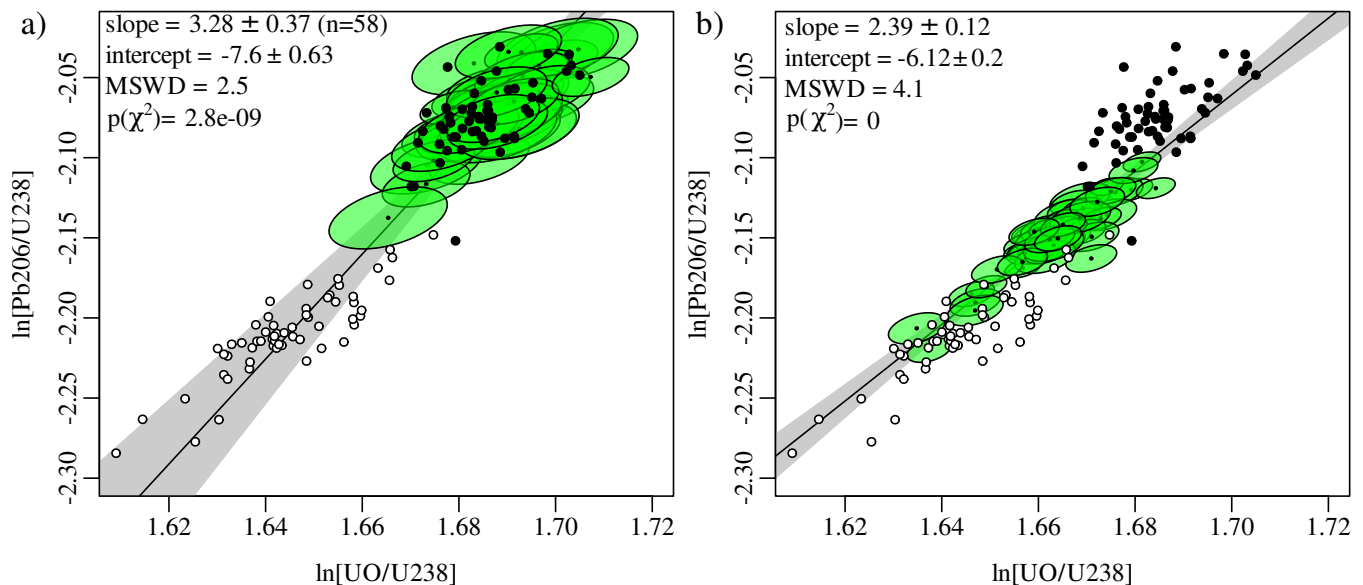 a)
slope = 3.28 ± 0.37 (n=58)
intercept = -7.6 ± 0.63
MSWD = 2.5
p(χ²)= 2.8e-09
ln[Pb206/U238]
-2.05
-2.10
-2.15
-2.20
-2.25
-2.30
1.62
1.64
1.66
1.68
1.70
1.72
ln[UO/U238]
b)
slope = 2.39 ± 0.12
intercept = -6.12 ± 0.2
MSWD = 4.1
p(χ²)= 0
ln[Pb206/U238]
-2.05
-2.10
-2.15
-2.20
-2.25
-2.30
1.62
1.64
1.66
1.68
1.70
1.72
ln[UO/U238]